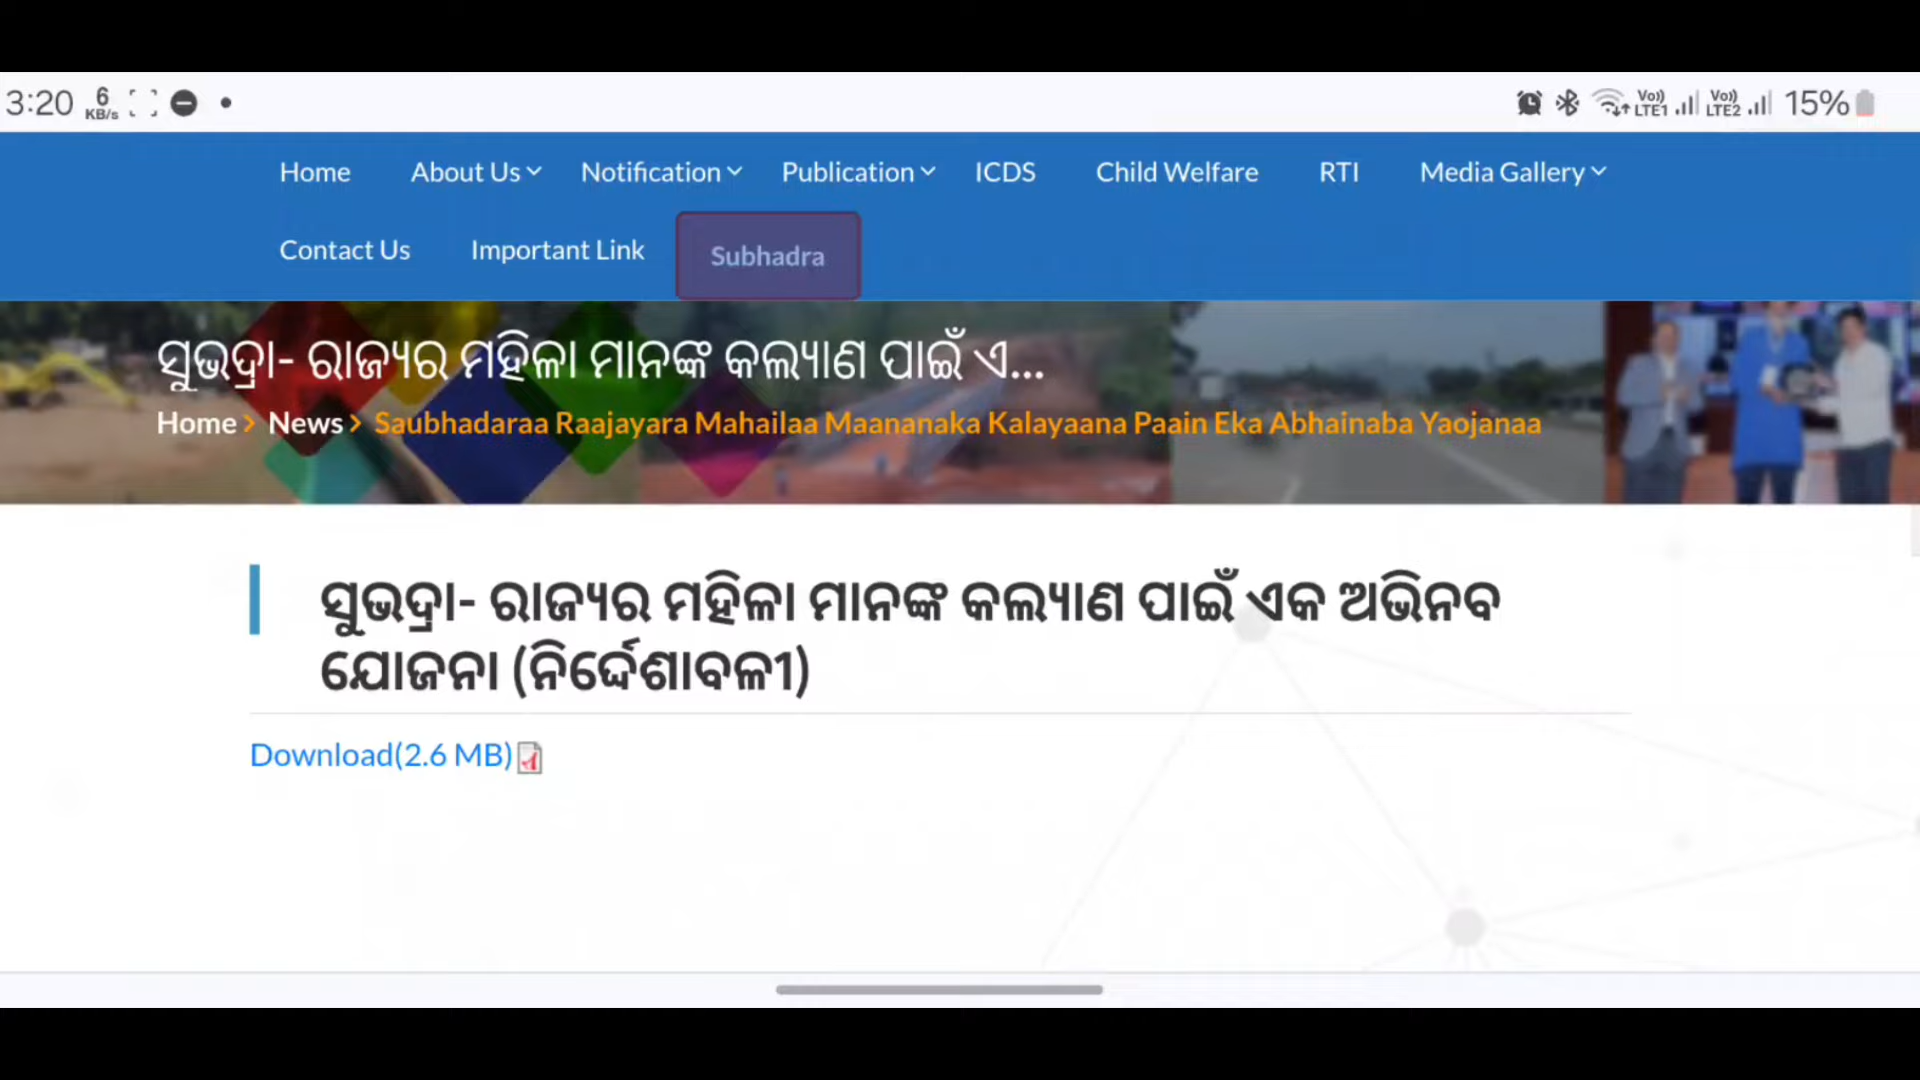 3:20 6 KB/s Vo)) LTE1 Vo)) LTE2 15%
Home About Us Notification Publication ICDS Child Welfare RTI Media Gallery
Contact Us Important Link Subhadra
ସୁଭଦ୍ରା- ରାଜ୍ୟର ମହିଳା ମାନଙ୍କ କଲ୍ୟାଣ ପାଇଁ ଏ...
Home > News > Saubhadaraa Raajayara Mahailaa Maananaka Kalayaana Paain Eka Abhainaba Yaojanaa
ସୁଭଦ୍ରା- ରାଜ୍ୟର ମହିଳା ମାନଙ୍କ କଲ୍ୟାଣ ପାଇଁ ଏକ ଅଭିନବ
ଯୋଜନା (ନିର୍ଦ୍ଦେଶାବଳୀ)
Download(2.6 MB)